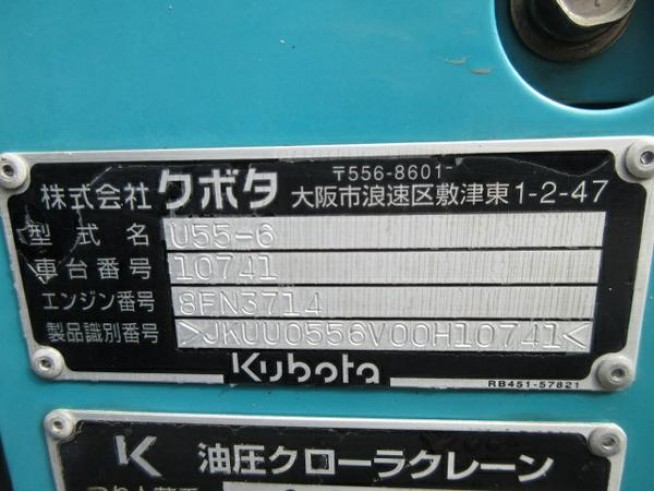 〒556-8601
株式会社 クボタ 大阪市浪速区敷津東1-2-47
型式名 U55-6
車台番号 10741
エンジン番号 8FN3714
製品識別番号 >JKUU0556V00H10741<
Kubota
RB451-57821
K 油圧クローラクレーン